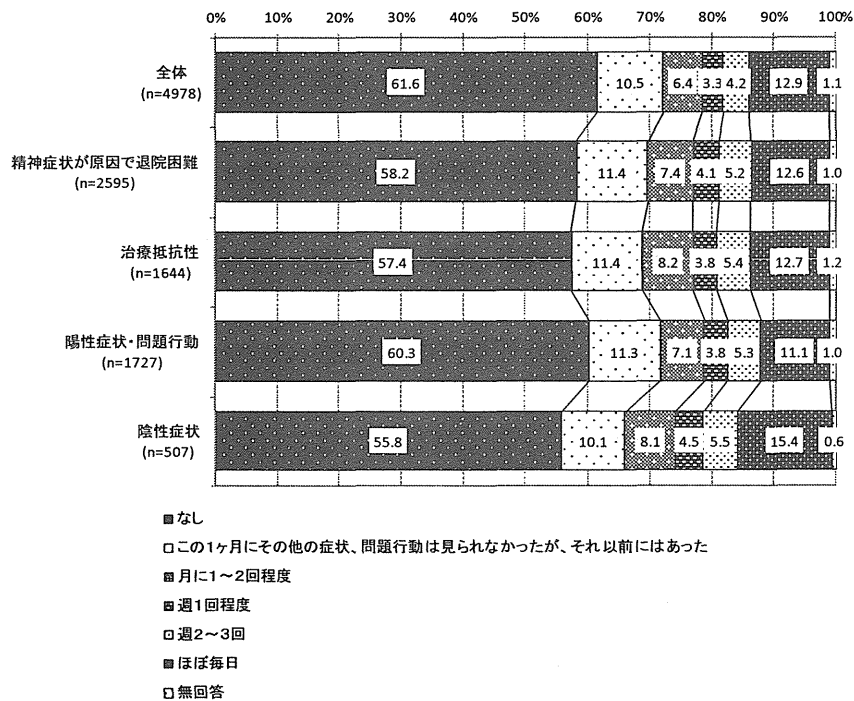 0% 10% 20% 30% 40% 50% 60% 70% 80% 90% 100%
全体
(n=4978)
61.6 10.5 6.4 3.3 4.2 12.9 1.1
精神症状が原因で退院困難
(n=2595)
58.2 11.4 7.4 4.1 5.2 12.6 1.0
治療抵抗性
(n=1644)
57.4 11.4 8.2 3.8 5.4 12.7 1.2
陽性症状・問題行動
(n=1727)
60.3 11.3 7.1 3.8 5.3 11.1 1.0
陰性症状
(n=507)
55.8 10.1 8.1 4.5 5.5 15.4 0.6
なし
この1ヶ月にその他の症状、問題行動は見られなかったが、それ以前にはあった
月に1～2回程度
週1回程度
週2～3回
ほぼ毎日
無回答